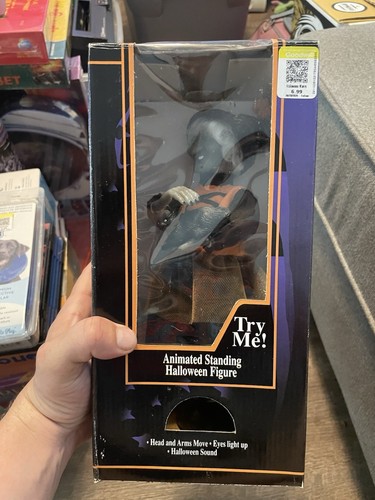 6.99
Try
Me!
Animated Standing
Halloween Figure
• Head and Arms Move • Eyes light up
• Halloween Sound